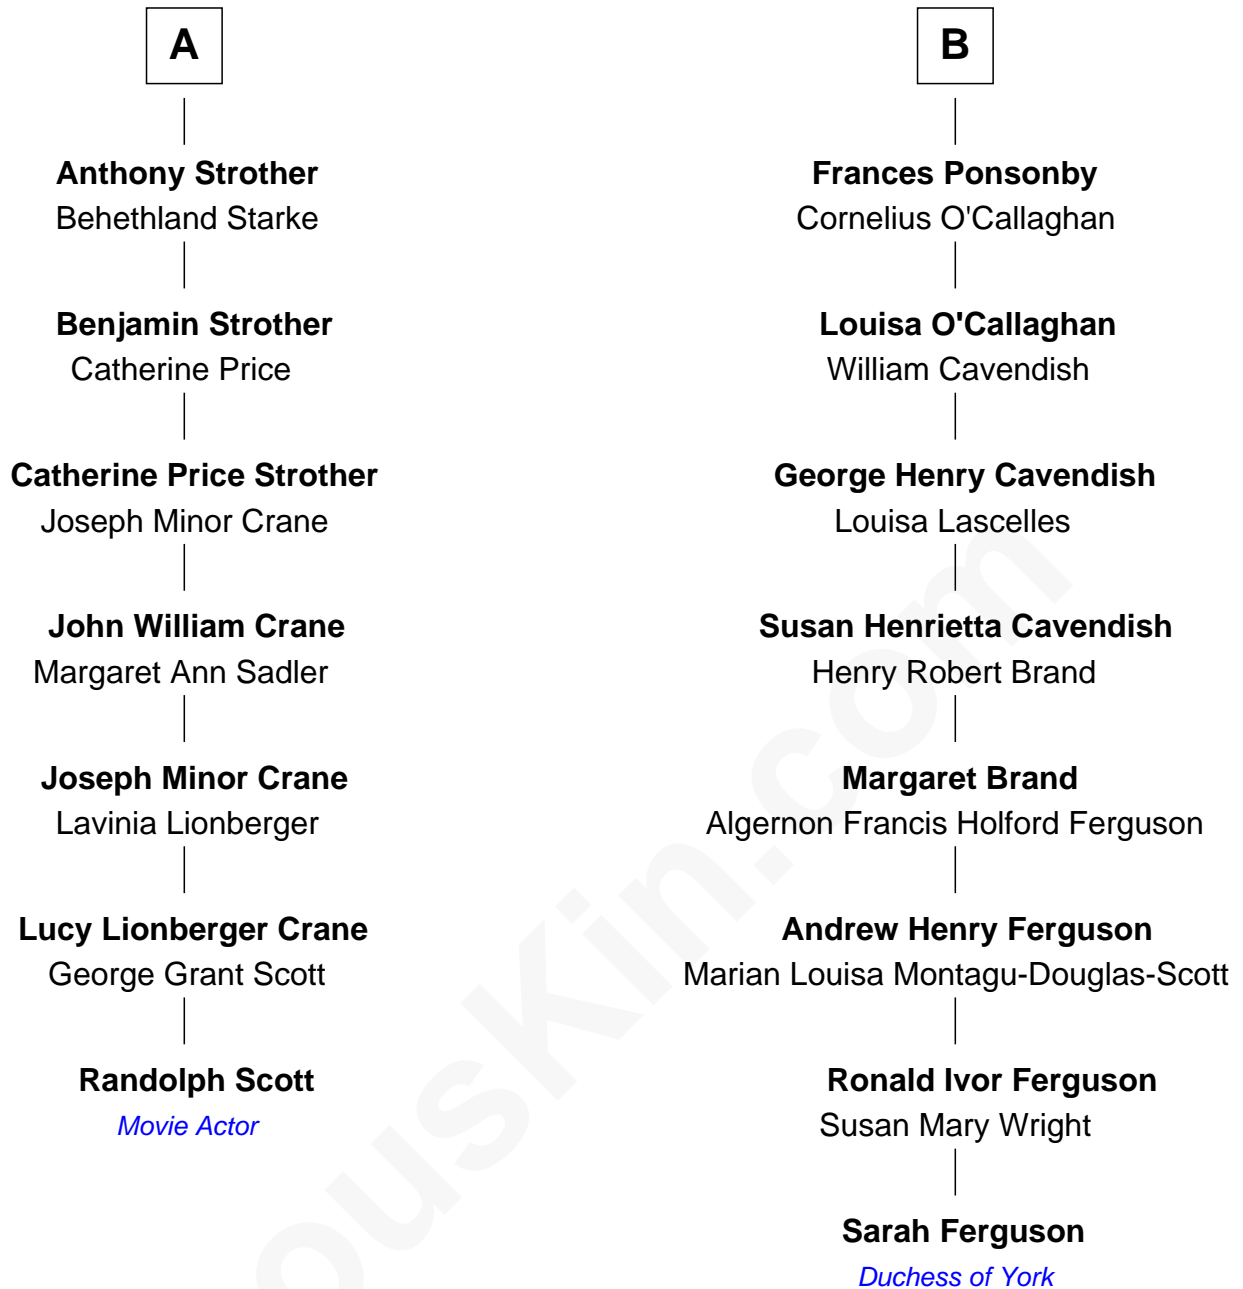 A
Anthony Strother
Behethland Starke
Benjamin Strother
Catherine Price
Catherine Price Strother
Joseph Minor Crane
John William Crane
Margaret Ann Sadler
Joseph Minor Crane
Lavinia Lionberger
Lucy Lionberger Crane
George Grant Scott
Randolph Scott
Movie Actor
B
Frances Ponsonby
Cornelius O'Callaghan
Louisa O'Callaghan
William Cavendish
George Henry Cavendish
Louisa Lascelles
Susan Henrietta Cavendish
Henry Robert Brand
Margaret Brand
Algernon Francis Holford Ferguson
Andrew Henry Ferguson
Marian Louisa Montagu-Douglas-Scott
Ronald Ivor Ferguson
Susan Mary Wright
Sarah Ferguson
Duchess of York
ousKin.com